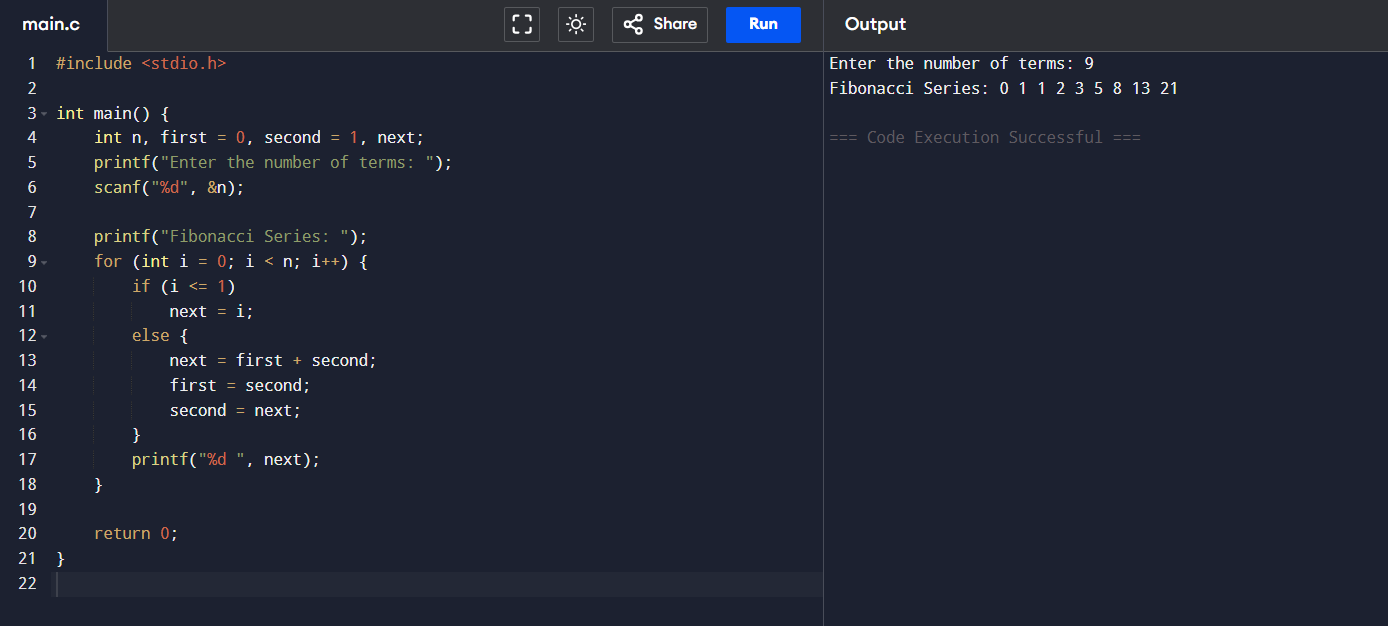 main.c
Share
Run
Output
1 #include <stdio.h>
2
3 int main() {
4     int n, first = 0, second = 1, next;
5     printf("Enter the number of terms: ");
6     scanf("%d", &n);
7
8     printf("Fibonacci Series: ");
9     for (int i = 0; i < n; i++) {
10         if (i <= 1)
11             next = i;
12         else {
13             next = first + second;
14             first = second;
15             second = next;
16         }
17         printf("%d ", next);
18     }
19
20     return 0;
21 }
22
Enter the number of terms: 9
Fibonacci Series: 0 1 1 2 3 5 8 13 21
=== Code Execution Successful ===